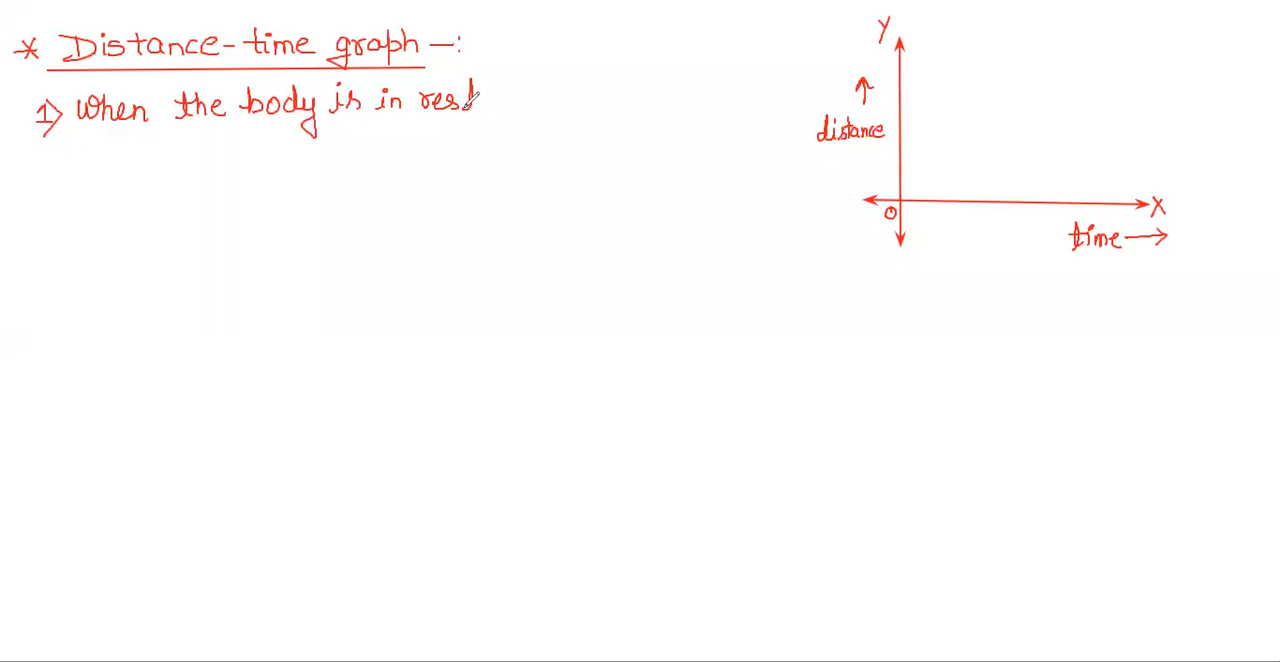 * Distance-time graph -:
1) When the body is in rest
Y
↑
distance
O
X
time →